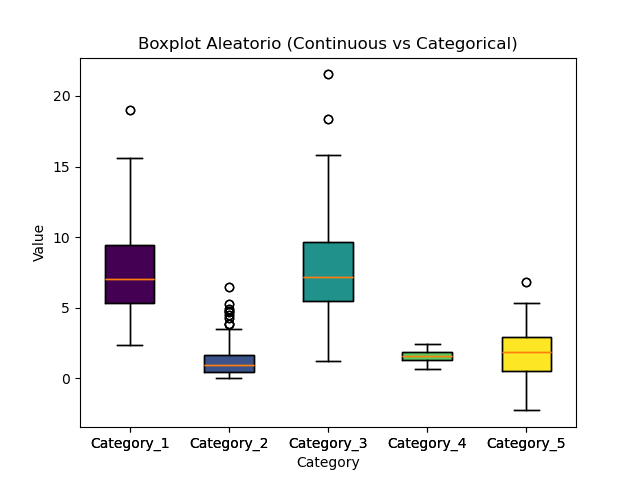 Boxplot Aleatorio (Continuous vs Categorical)
20
15
10
5
0
Value
Category_1 Category_2 Category_3 Category_4 Category_5
Category